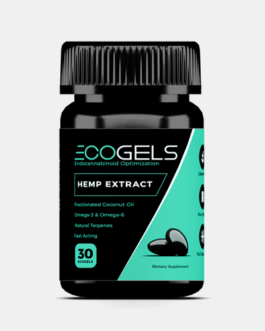 ECOGELS
Endocannabinoid Optimization
HEMP EXTRACT
Fractionated Coconut Oil
Omega-3 & Omega-6
Natural Terpenes
Fast Acting
30
Dietary Supplement